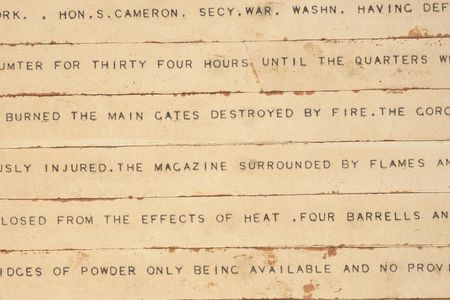 ORK. . HON.S.CAMERON. SECY.WAR. WASHN. HAVING DEF
UMTER FOR THIRTY FOUR HOURS UNTIL THE QUARTERS W
BURNED THE MAIN GATES DESTROYED BY FIRE.THE GORG
USLY INJURED.THE MAGAZINE SURROUNDED BY FLAMES AN
LOSED FROM THE EFFECTS OF HEAT .FOUR BARRELLS AN
IDGES OF POWDER ONLY BEING AVAILABLE AND NO PROVI